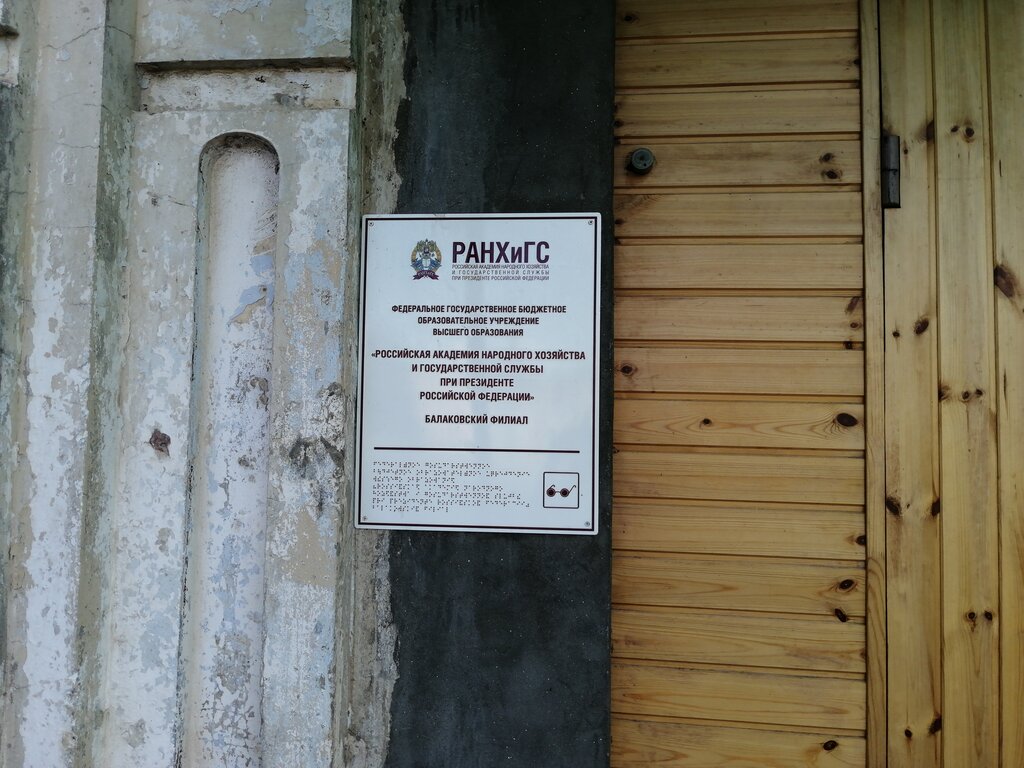 РАНХиГС
РОССИЙСКАЯ АКАДЕМИЯ НАРОДНОГО ХОЗЯЙСТВА
И ГОСУДАРСТВЕННОЙ СЛУЖБЫ
ПРИ ПРЕЗИДЕНТЕ РОССИЙСКОЙ ФЕДЕРАЦИИ
ФЕДЕРАЛЬНОЕ ГОСУДАРСТВЕННОЕ БЮДЖЕТНОЕ
ОБРАЗОВАТЕЛЬНОЕ УЧРЕЖДЕНИЕ
ВЫСШЕГО ОБРАЗОВАНИЯ
«РОССИЙСКАЯ АКАДЕМИЯ НАРОДНОГО ХОЗЯЙСТВА
И ГОСУДАРСТВЕННОЙ СЛУЖБЫ
ПРИ ПРЕЗИДЕНТЕ
РОССИЙСКОЙ ФЕДЕРАЦИИ»
БАЛАКОВСКИЙ ФИЛИАЛ